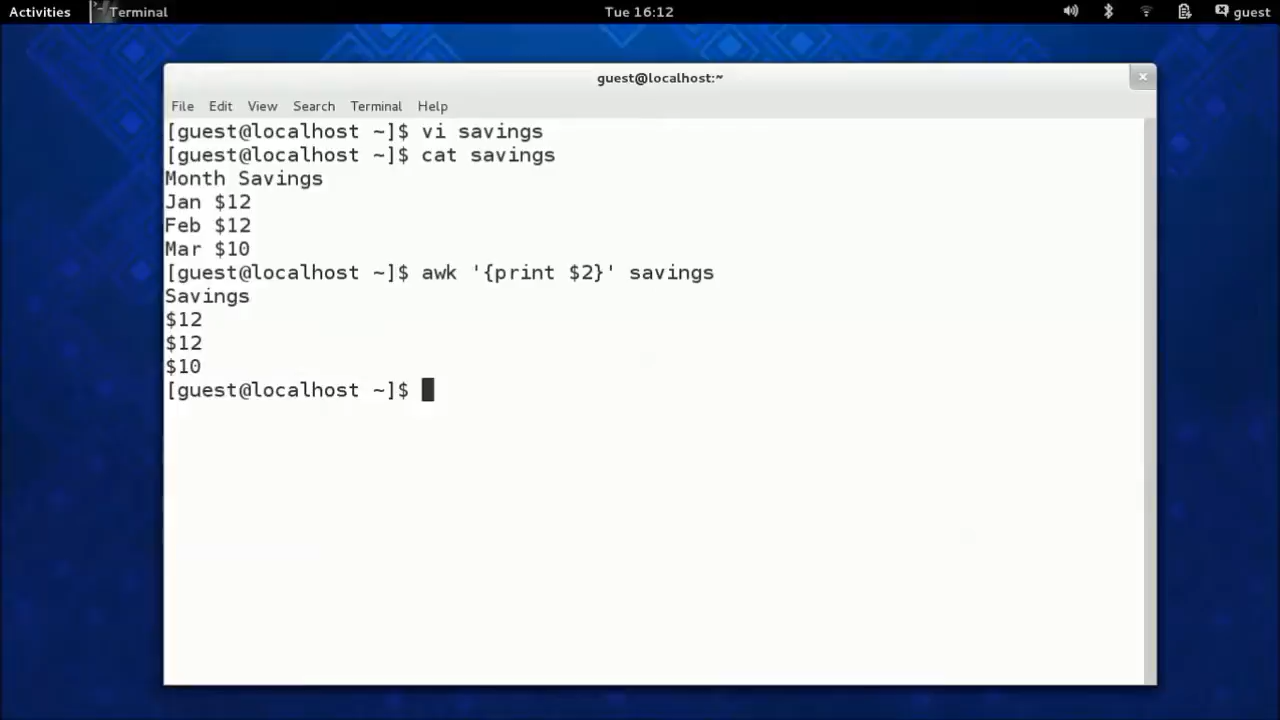 Activities Terminal Tue 16:12 guest
guest@localhost:~
File Edit View Search Terminal Help
[guest@localhost ~]$ vi savings
[guest@localhost ~]$ cat savings
Month Savings
Jan $12
Feb $12
Mar $10
[guest@localhost ~]$ awk '{print $2}' savings
Savings
$12
$12
$10
[guest@localhost ~]$